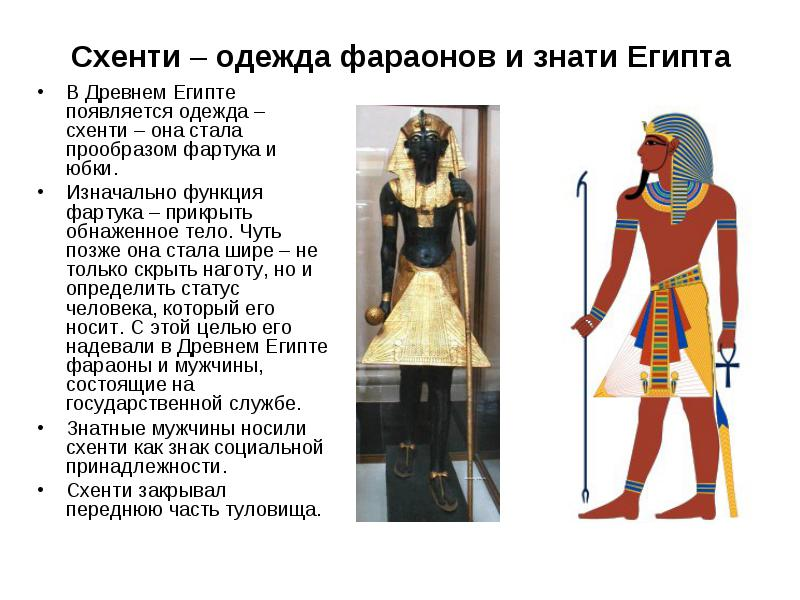 Схенти – одежда фараонов и знати Египта
• В Древнем Египте
появляется одежда –
схенти – она стала
прообразом фартука и
юбки.
• Изначально функция
фартука – прикрыть
обнаженное тело. Чуть
позже она стала шире – не
только скрыть наготу, но и
определить статус
человека, который его
носит. С этой целью его
надевали в Древнем Египте
фараоны и мужчины,
состоящие на
государственной службе.
• Знатные мужчины носили
схенти как знак социальной
принадлежности.
• Схенти закрывал
переднюю часть туловища.